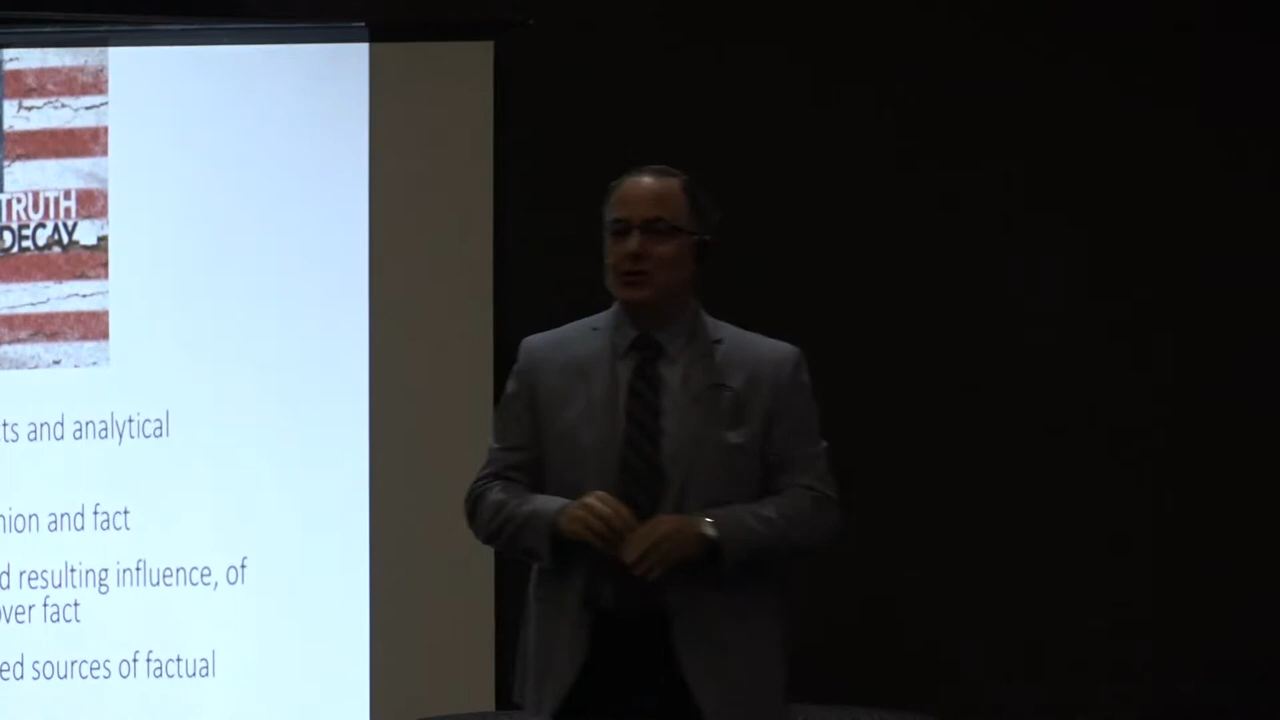 TRUTH
DECAY
ts and analytical
nion and fact
d resulting influence, of
over fact
ed sources of factual